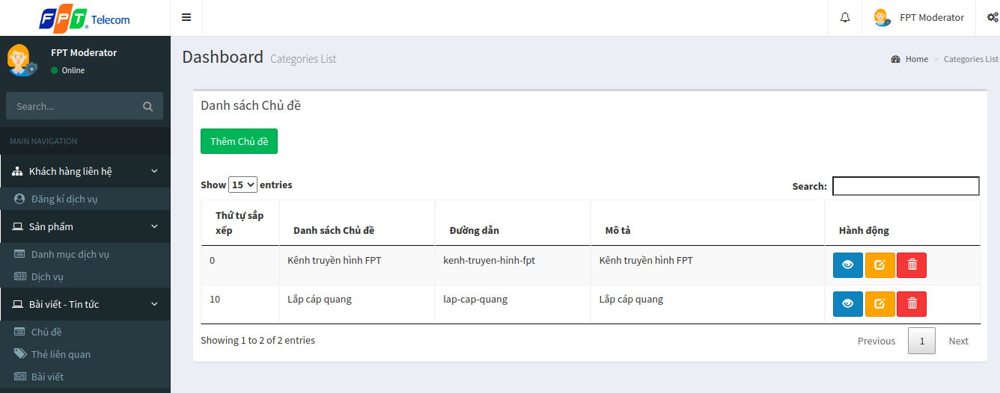 FPT Telecom
FPT Moderator
FPT Moderator
Online
Search...
MAIN NAVIGATION
Khách hàng liên hệ
Đăng kí dịch vụ
Sản phẩm
Danh mục dịch vụ
Dịch vụ
Bài viết - Tin tức
Chủ đề
Thẻ liên quan
Bài viết
Dashboard Categories List
Home > Categories List
Danh sách Chủ đề
Thêm Chủ đề
Show 15 entries
Search:
Thứ tự sắp xếp
Danh sách Chủ đề
Đường dẫn
Mô tả
Hành động
0 Kênh truyền hình FPT kenh-truyen-hinh-fpt Kênh truyền hình FPT
10 Lắp cáp quang lap-cap-quang Lắp cáp quang
Showing 1 to 2 of 2 entries
Previous 1 Next